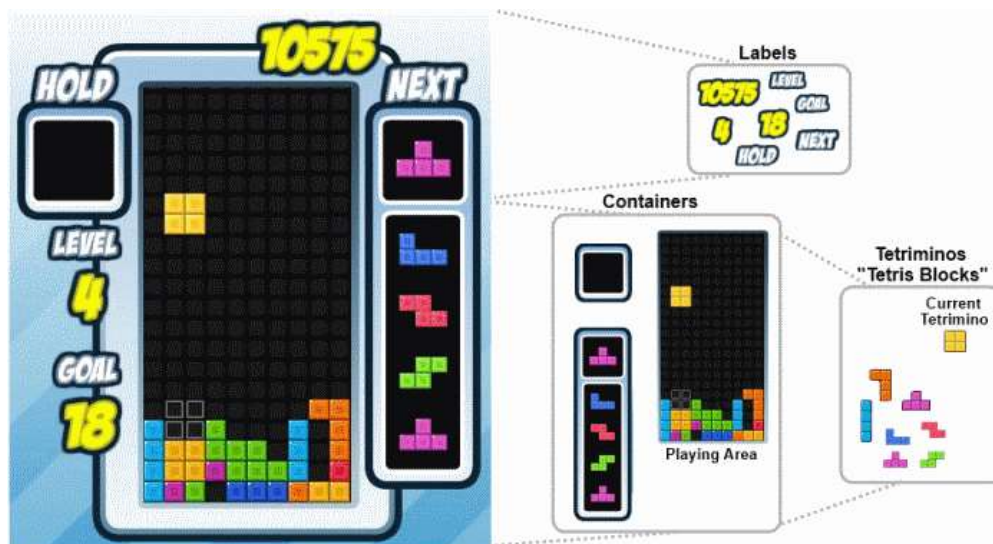 10575
HOLD
NEXT
LEVEL
4
GOAL
18
Labels
10575
LEVEL
GOAL
4
18
NEXT
HOLD
Containers
Playing Area
Tetriminos
"Tetris Blocks"
Current
Tetrimino